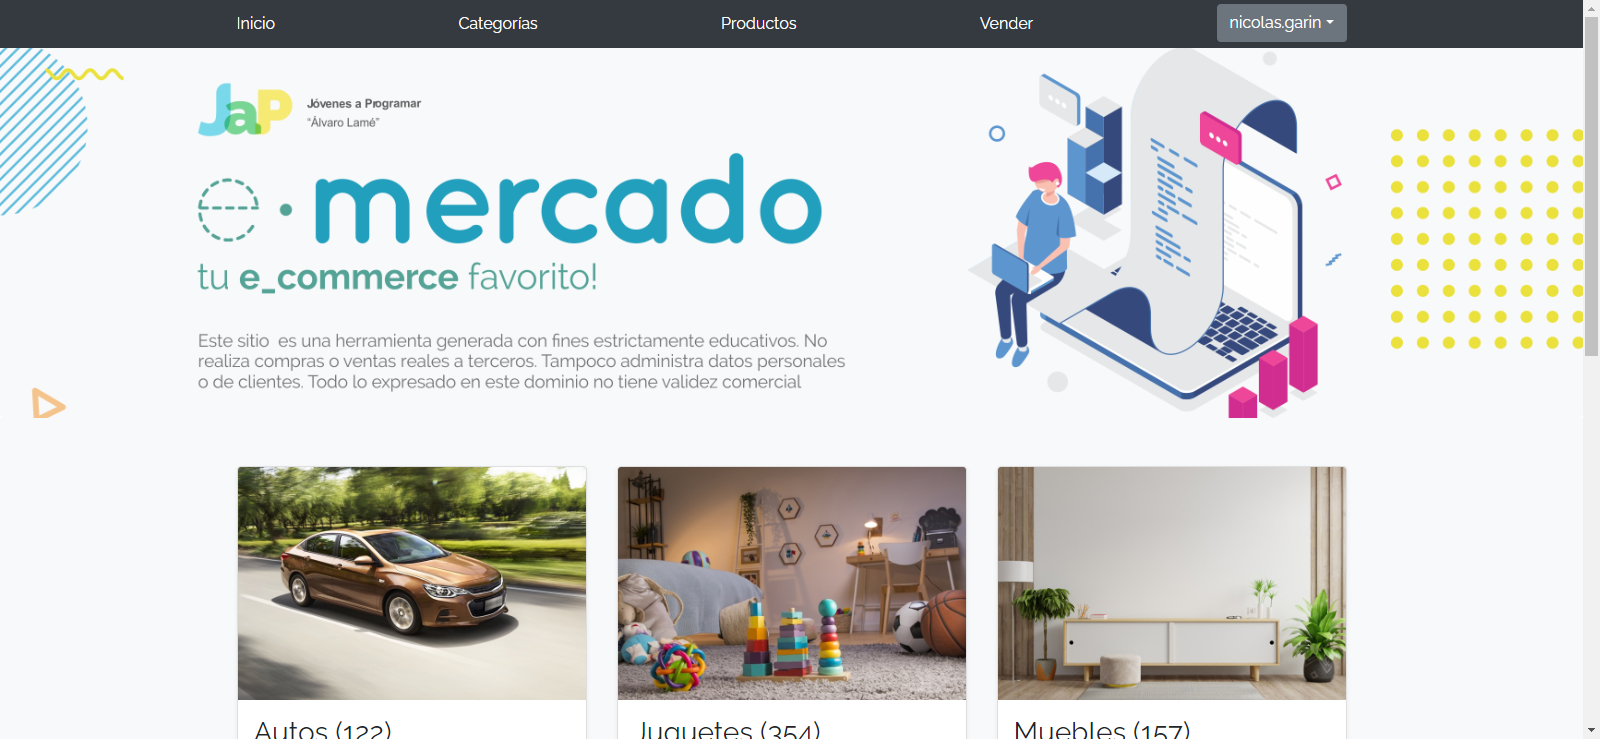 Inicio Categorías Productos Vender nicolas.garin
JaP Jóvenes a Programar
"Álvaro Lamé"
e · mercado
tu e_commerce favorito!
Este sitio es una herramienta generada con fines estrictamente educativos. No
realiza compras o ventas reales a terceros. Tampoco administra datos personales
o de clientes. Todo lo expresado en este dominio no tiene validez comercial
Autos (122) Juguetes (354) Muebles (157)